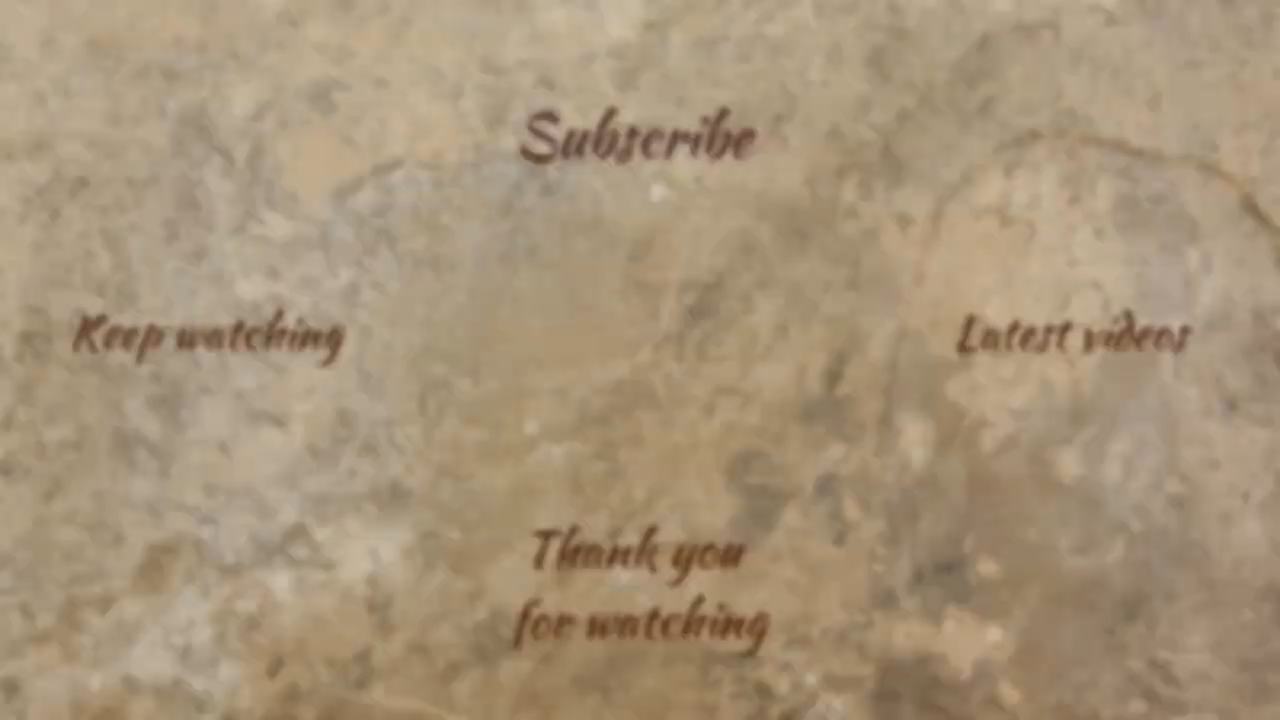 Subscribe
Keep watching
Latest videos
Thank you
for watching